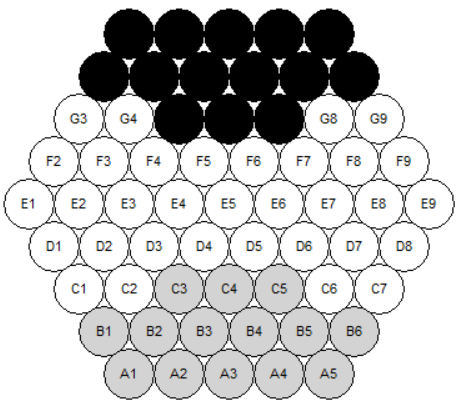 G3 G4 G8 G9
F2 F3 F4 F5 F6 F7 F8 F9
E1 E2 E3 E4 E5 E6 E7 E8 E9
D1 D2 D3 D4 D5 D6 D7 D8
C1 C2 C3 C4 C5 C6 C7
B1 B2 B3 B4 B5 B6
A1 A2 A3 A4 A5